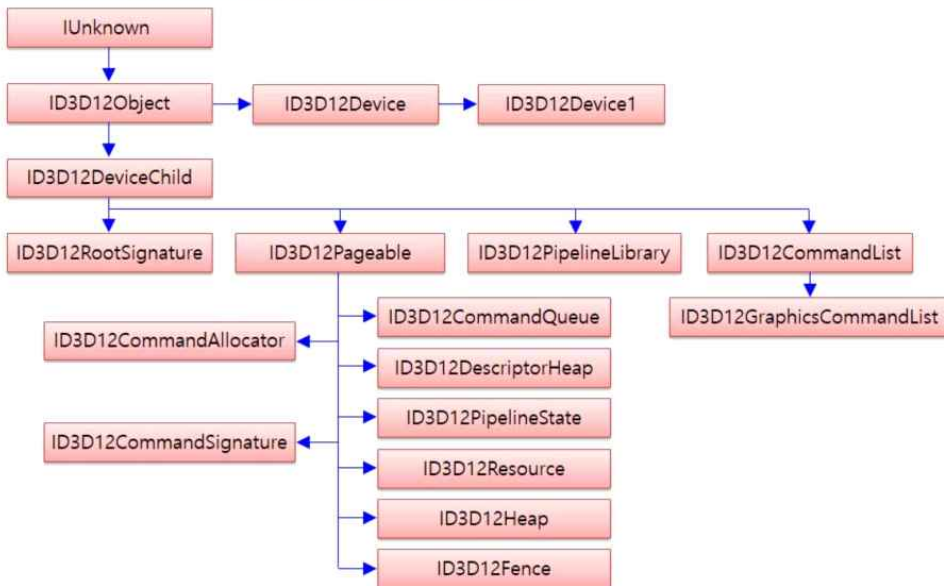 IUnknown
ID3D12Object
ID3D12Device
ID3D12Device1
ID3D12DeviceChild
ID3D12RootSignature
ID3D12Pageable
ID3D12PipelineLibrary
ID3D12CommandList
ID3D12GraphicsCommandList
ID3D12CommandQueue
ID3D12CommandAllocator
ID3D12DescriptorHeap
ID3D12PipelineState
ID3D12CommandSignature
ID3D12Resource
ID3D12Heap
ID3D12Fence